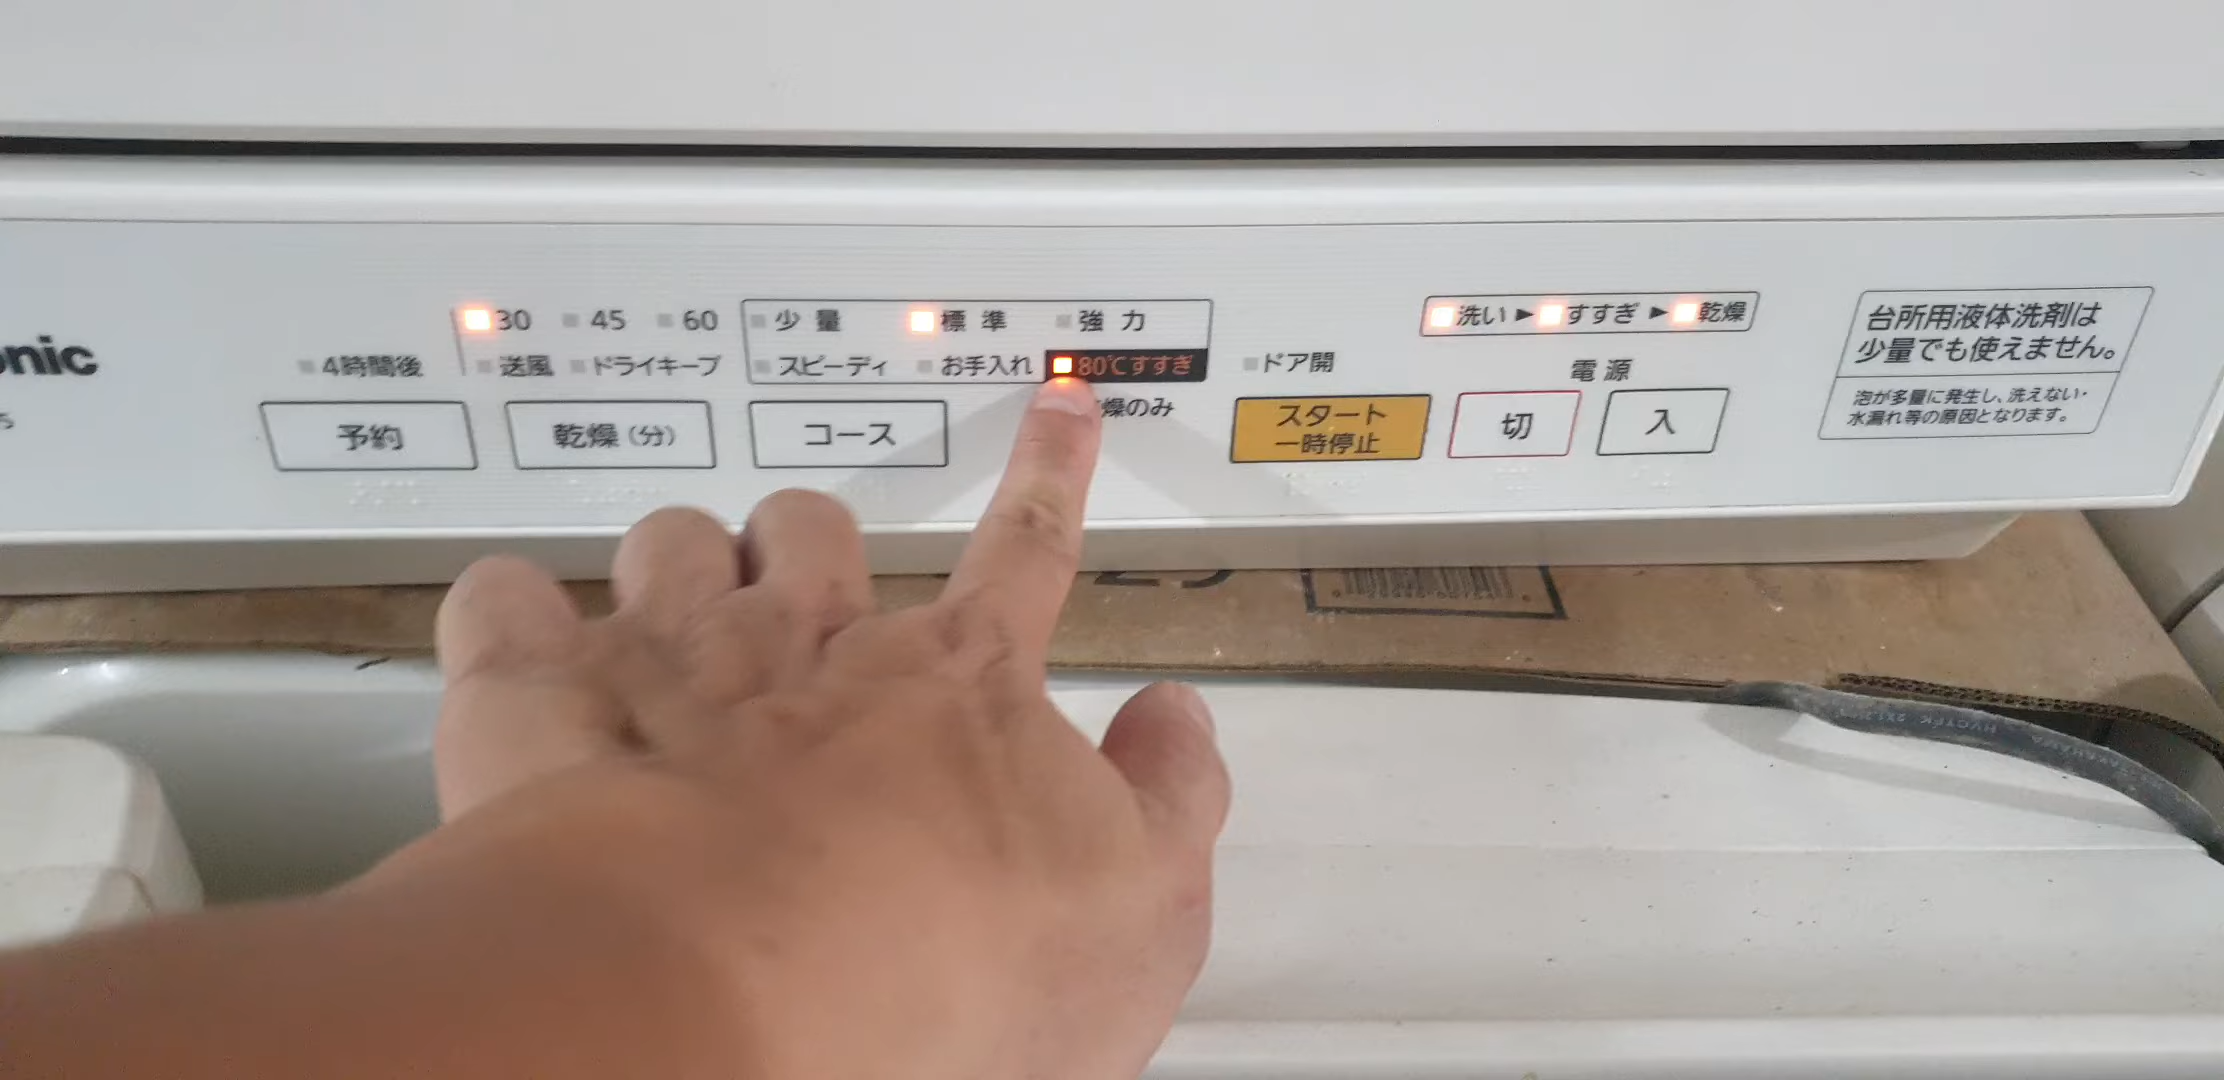 onic
30 45 60
4時間後 送風 ドライキープ
予約
乾燥(分)
少量 標準 強力
スピーディ お手入れ 80℃すすぎ
コース
燥のみ
ドア開
スタート
一時停止
洗い▶すすぎ▶乾燥
電源
切
入
台所用液体洗剤は
少量でも使えません。
泡が多量に発生し、洗えない・
水漏れ等の原因となります。